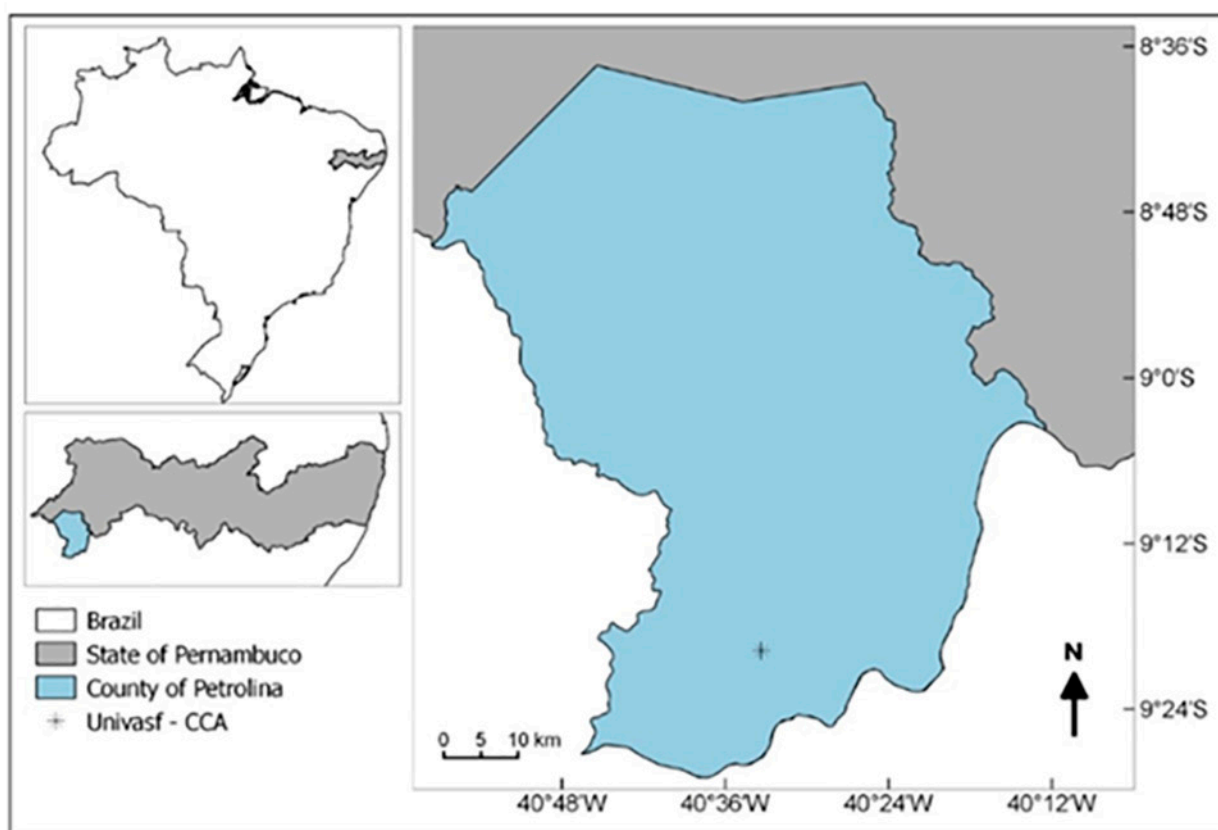 Brazil
State of Pernambuco
County of Petrolina
Univasf - CCA
0 5 10 km
N
8°36'S
8°48'S
9°0'S
9°12'S
9°24'S
40°48'W 40°36'W 40°24'W 40°12'W